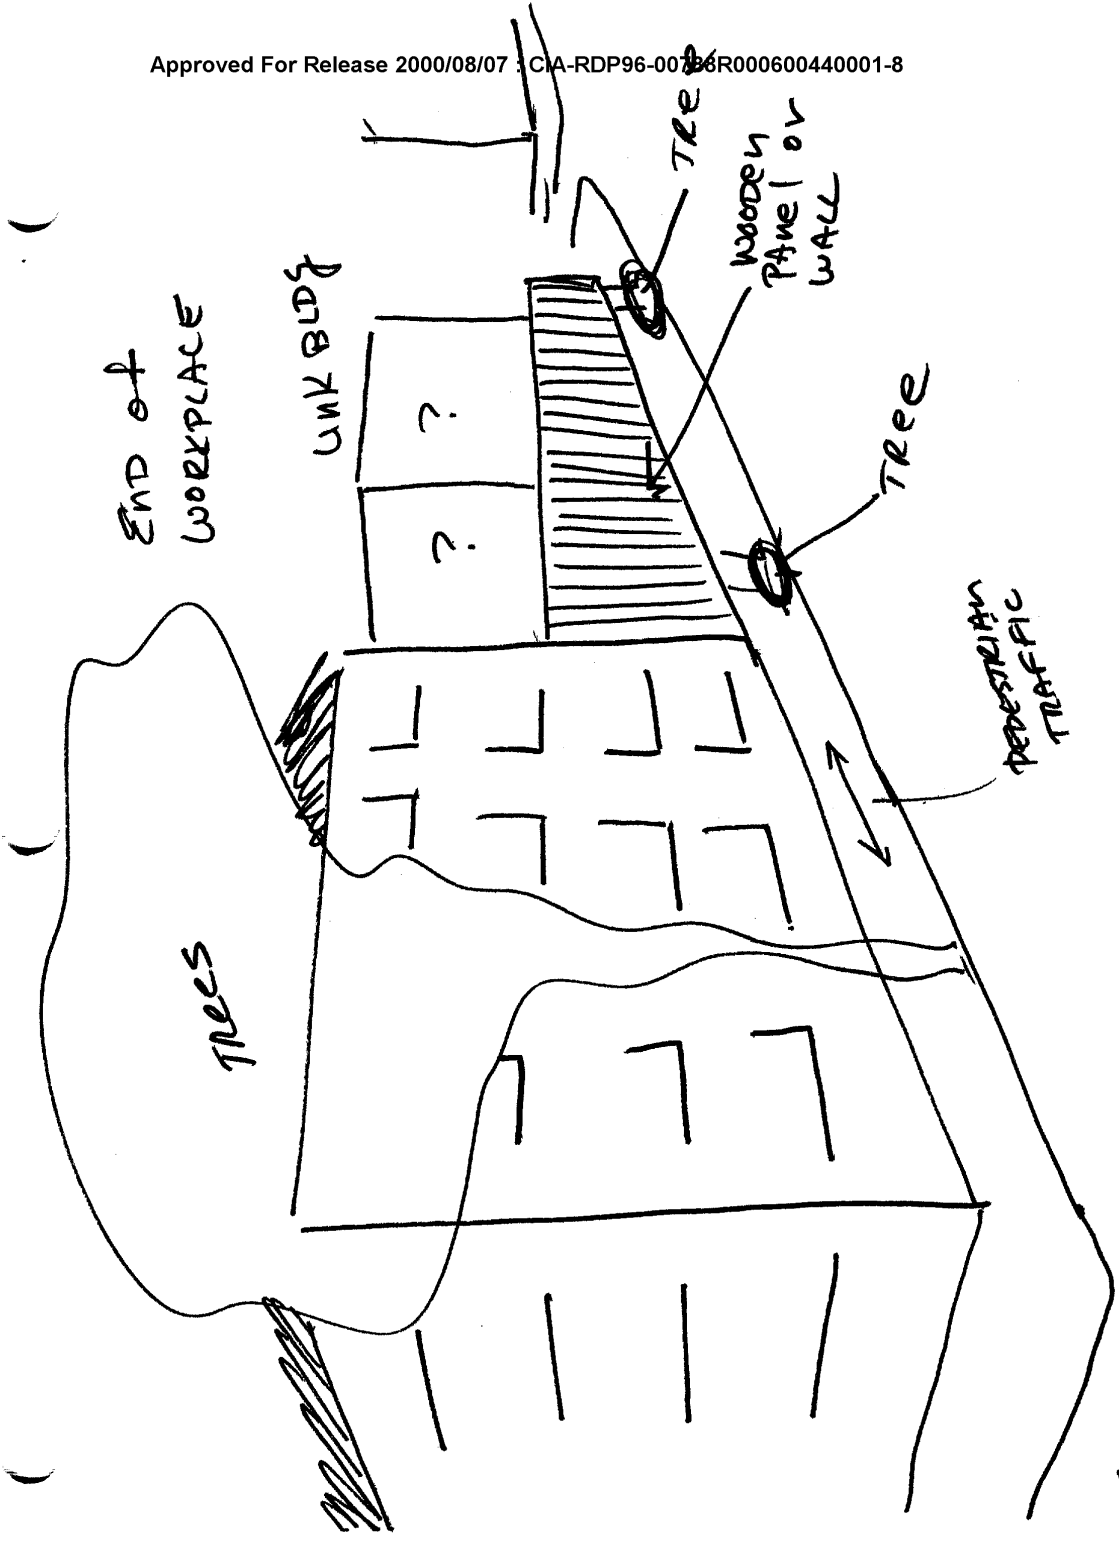 Approved For Release 2000/08/07 : CIA-RDP96-00788R000600440001-8
END of
WORKPLACE
UNK BLDG
?
?
TREE
WOODEN
PANEL or
WALL
TREE
PEDESTRIAN
TRAFFIC
TREES